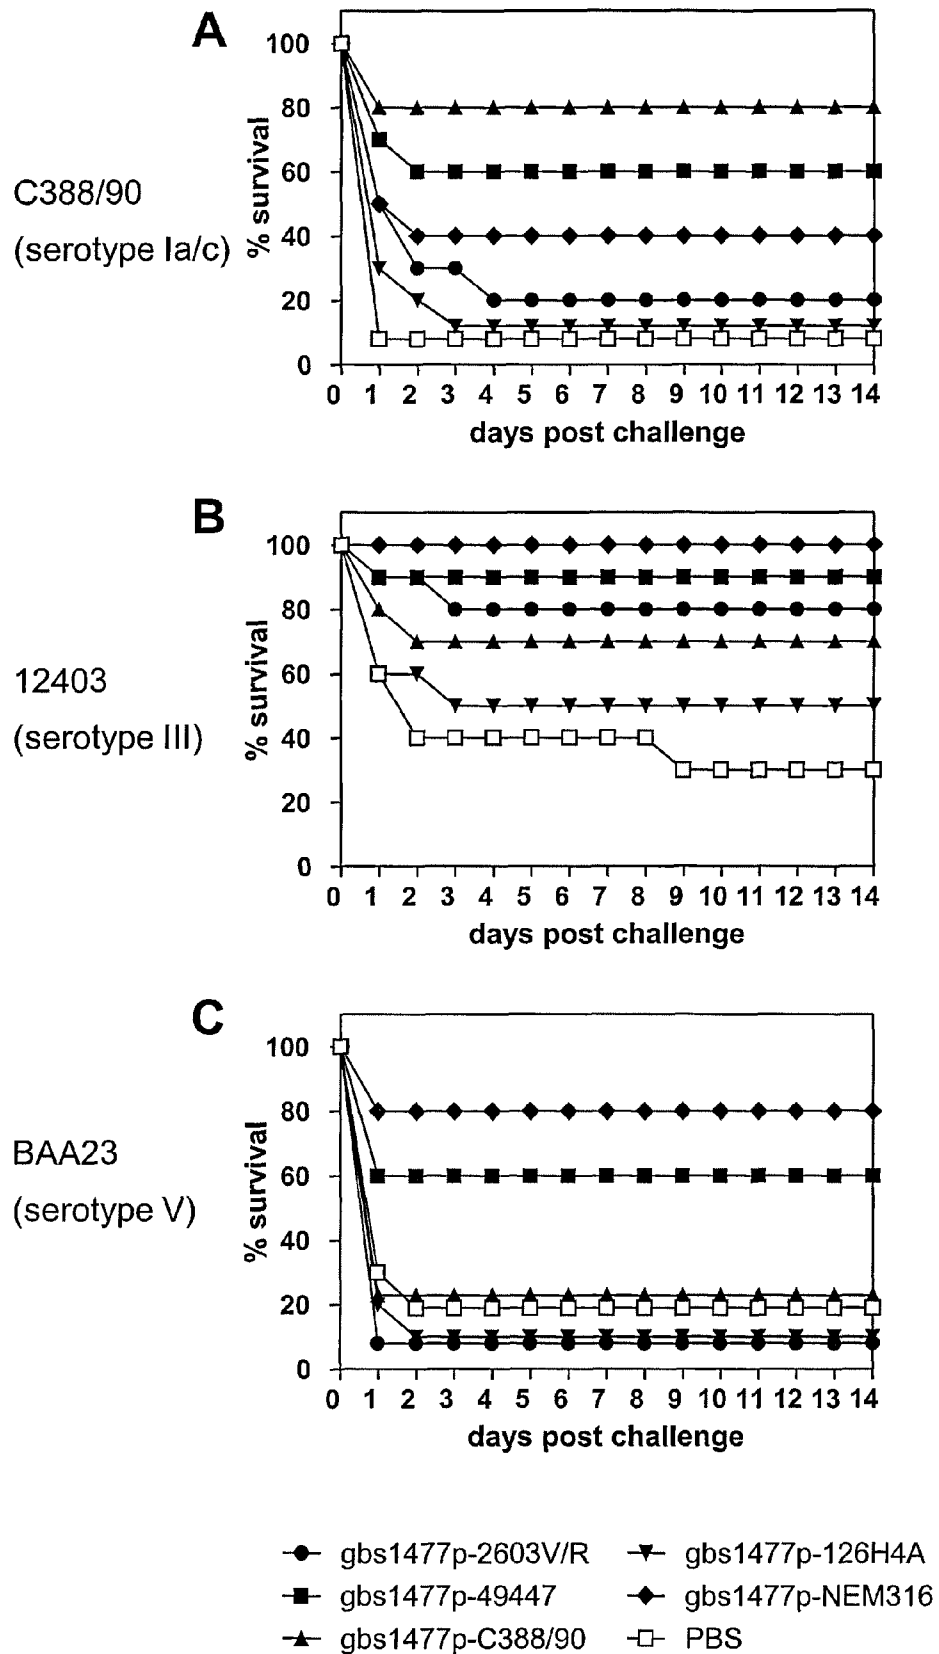 A
C388/90
(serotype Ia/c)
% survival
100
80
60
40
20
0
0 1 2 3 4 5 6 7 8 9 10 11 12 13 14
days post challenge
B
12403
(serotype III)
% survival
100
80
60
40
20
0
0 1 2 3 4 5 6 7 8 9 10 11 12 13 14
days post challenge
C
BAA23
(serotype V)
% survival
100
80
60
40
20
0
0 1 2 3 4 5 6 7 8 9 10 11 12 13 14
days post challenge
gbs1477p-2603V/R
gbs1477p-126H4A
gbs1477p-49447
gbs1477p-NEM316
gbs1477p-C388/90
PBS